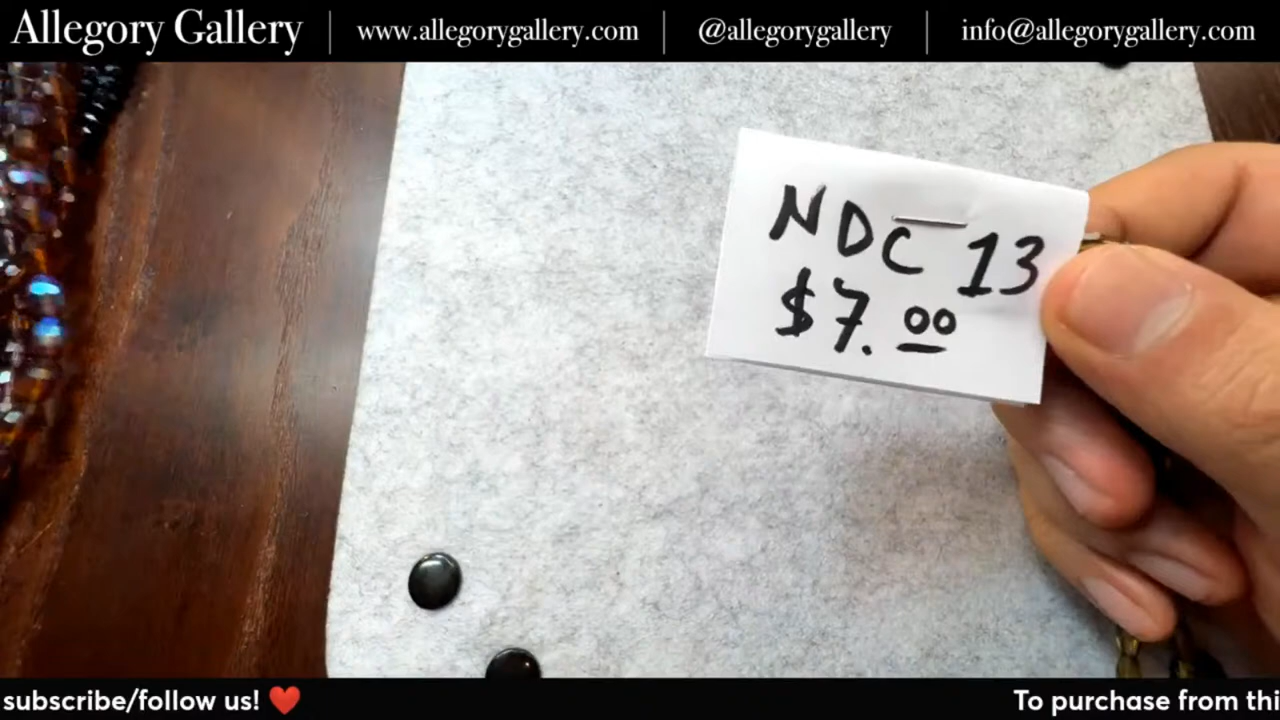 Allegory Gallery | www.allegorygallery.com | @allegorygallery | info@allegorygallery.com
NDC 13
$7.00
subscribe/follow us! ❤️ To purchase from thi